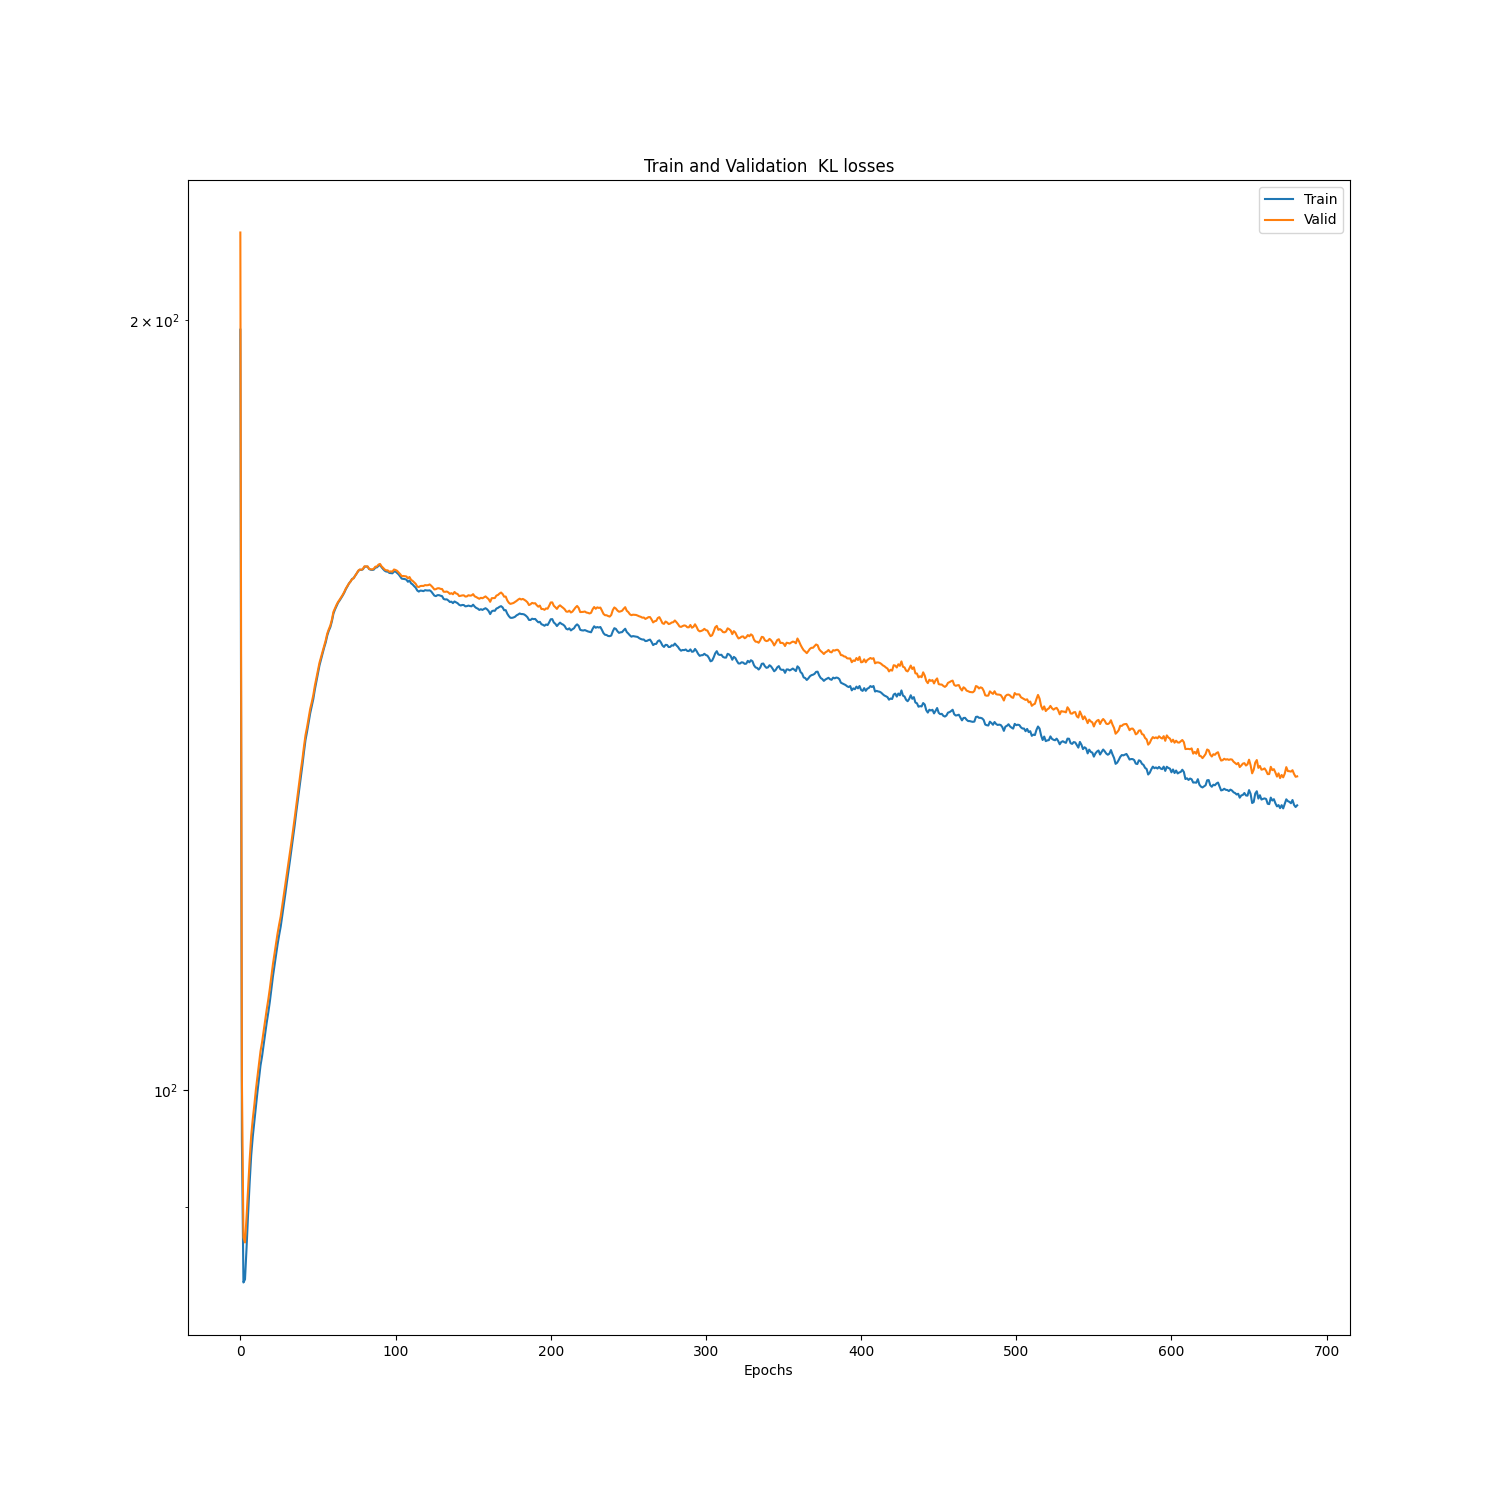 Train and Validation  KL losses
Train
Valid
2 × 10²
10²
0 100 200 300 400 500 600 700
Epochs